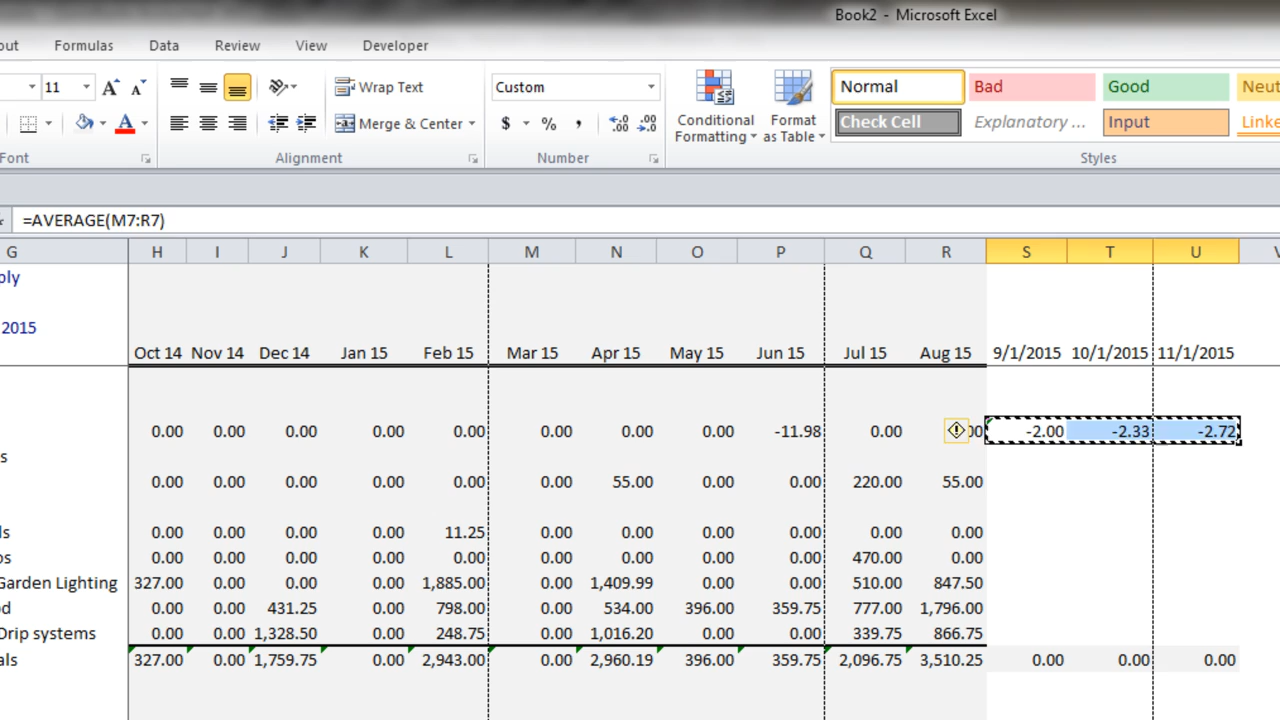 Book2 - Microsoft Excel
out Formulas Data Review View Developer
11 A A Wrap Text Custom Normal Bad Good Neut
Merge & Center $ % , .00 .00 Conditional Formatting Format as Table Check Cell Explanatory ... Input Linke
Font Alignment Number Styles
=AVERAGE(M7:R7)
G H I J K L M N O P Q R S T U V
ply
2015
Oct 14 Nov 14 Dec 14 Jan 15 Feb 15 Mar 15 Apr 15 May 15 Jun 15 Jul 15 Aug 15 9/1/2015 10/1/2015 11/1/2015
0.00 0.00 0.00 0.00 0.00 0.00 0.00 0.00 -11.98 0.00 00 -2.00 -2.33 -2.72
s
0.00 0.00 0.00 0.00 0.00 0.00 55.00 0.00 0.00 220.00 55.00
ls 0.00 0.00 0.00 0.00 11.25 0.00 0.00 0.00 0.00 0.00 0.00
os 0.00 0.00 0.00 0.00 0.00 0.00 0.00 0.00 0.00 470.00 0.00
Garden Lighting 327.00 0.00 0.00 0.00 1,885.00 0.00 1,409.99 0.00 0.00 510.00 847.50
d 0.00 0.00 431.25 0.00 798.00 0.00 534.00 396.00 359.75 777.00 1,796.00
Drip systems 0.00 0.00 1,328.50 0.00 248.75 0.00 1,016.20 0.00 0.00 339.75 866.75
als 327.00 0.00 1,759.75 0.00 2,943.00 0.00 2,960.19 396.00 359.75 2,096.75 3,510.25 0.00 0.00 0.00